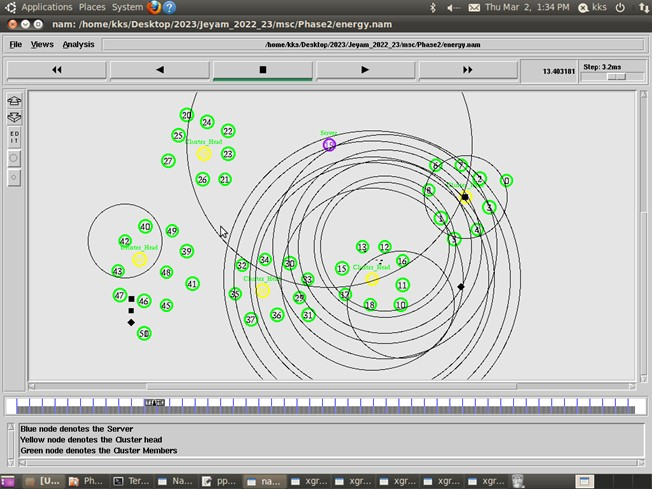 Applications Places System
Thu Mar 2, 1:34 PM kks
nam: /home/kks/Desktop/2023/Jeyam_2022_23/msc/Phase2/energy.nam
File Views Analysis
/home/kks/Desktop/2023/Jeyam_2022_23/msc/Phase2/energy.nam
13.403181
Step: 3.2ms
EDIT
20
24
25
22
Cluster_Head
23
27
26
21
Server
6
7
2
0
8
3
1
4
40
49
42
Cluster_Head
39
43
48
41
47
46
45
50
32
34
30
33
Cluster_Head
35
29
37
36
31
13
12
16
15
Cluster_Head
11
18
10
Blue node denotes the Server
Yellow node denotes the Cluster head
Green node denotes the Cluster Members
[U...
Ph...
Ter...
Na...
pp...
na...
xgr...
xgr...
xgr...
xgr...
xgr...